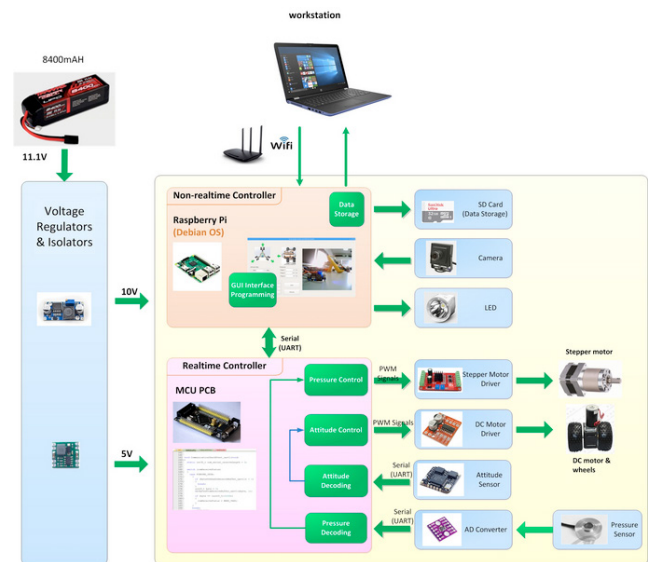 workstation
8400mAH
11.1V
Wifi
Voltage
Regulators
& Isolators
10V
5V
Non-realtime Controller
Raspberry Pi
(Debian OS)
GUI Interface
Programming
Data
Storage
SD Card
(Data Storage)
Camera
LED
Serial
(UART)
Realtime Controller
MCU PCB
Pressure Control
Attitude Control
Attitude
Decoding
Pressure
Decoding
PWM
Signals
Stepper Motor
Driver
Stepper motor
PWM Signals
DC Motor
Driver
DC motor &
wheels
Serial
(UART)
Attitude
Sensor
Serial
(UART)
AD Converter
Pressure
Sensor